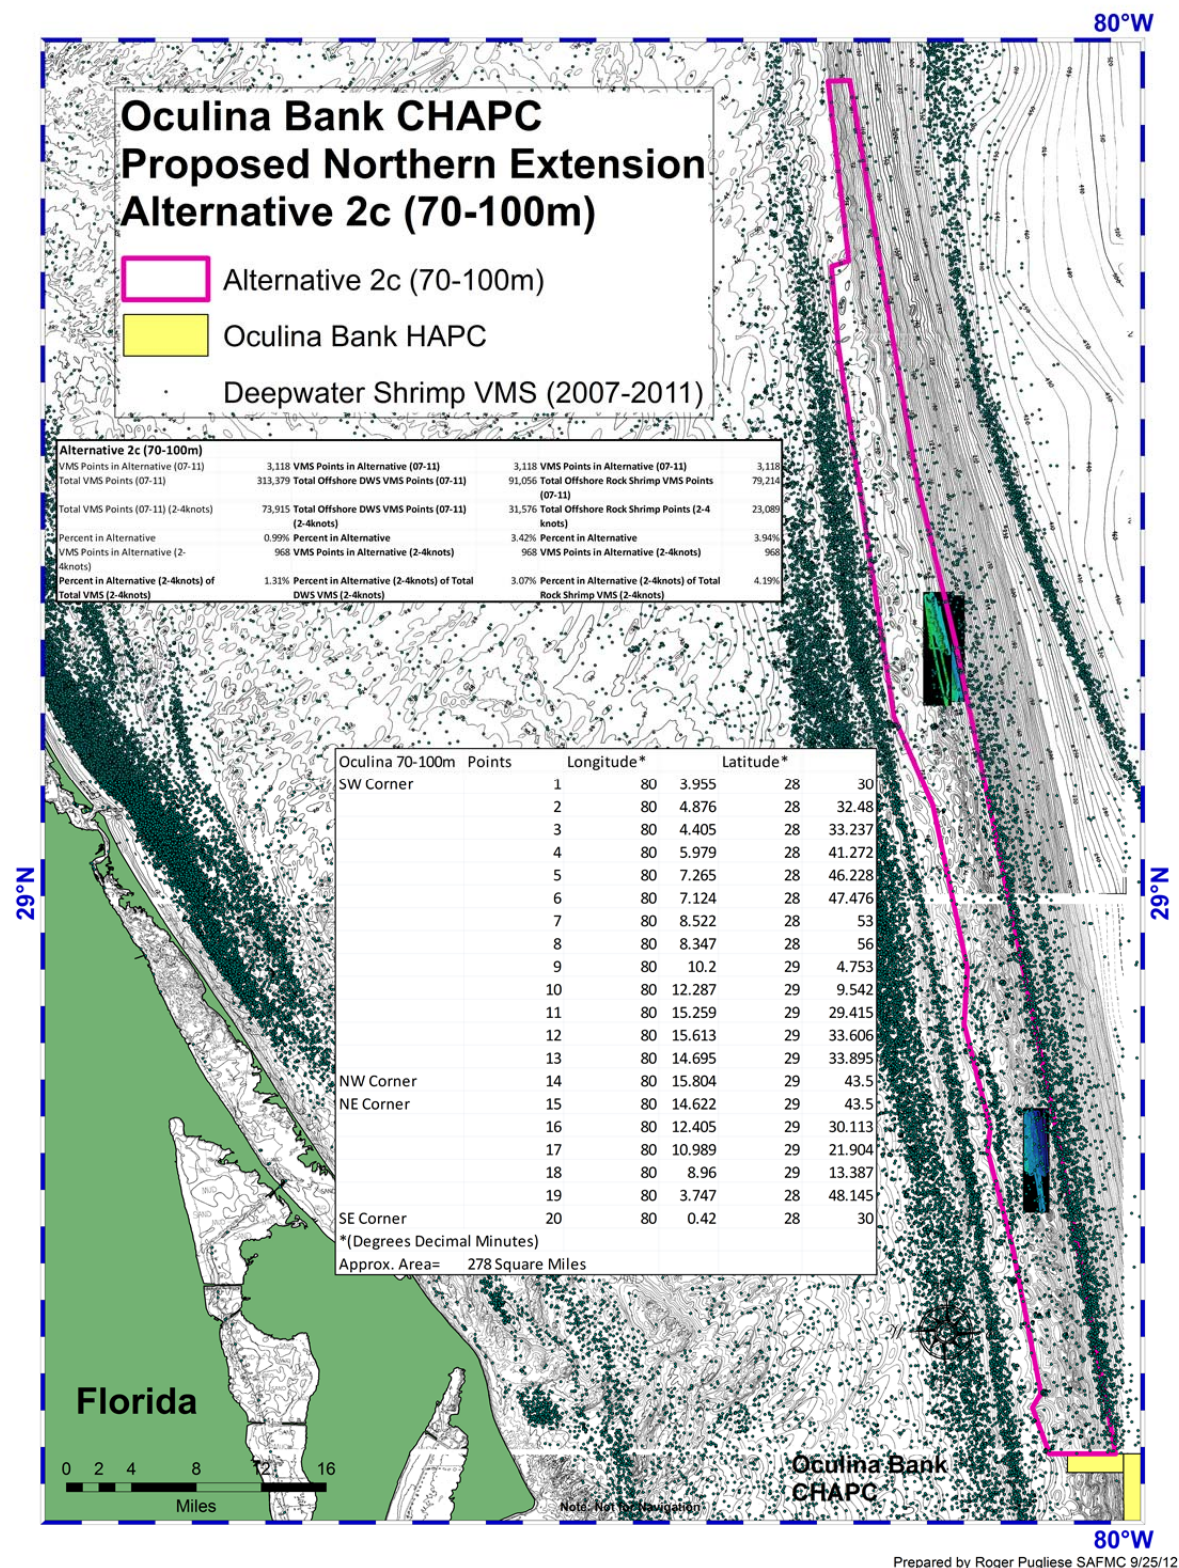 80°W
Oculina Bank CHAPC
Proposed Northern Extension
Alternative 2c (70-100m)
Alternative 2c (70-100m)
Oculina Bank HAPC
Deepwater Shrimp VMS (2007-2011)
Alternative 2c (70-100m)
VMS Points in Alternative (07-11) 3,118 VMS Points in Alternative (07-11) 3,118 VMS Points in Alternative (07-11) 3,118
Total VMS Points (07-11) 313,379 Total Offshore DWS VMS Points (07-11) 91,056 Total Offshore Rock Shrimp VMS Points 79,214
(07-11)
Total VMS Points (07-11) (2-4knots) 73,915 Total Offshore DWS VMS Points (07-11) 31,576 Total Offshore Rock Shrimp Points (2-4 23,089
(2-4knots) knots)
Percent in Alternative 0.99% Percent in Alternative 3.42% Percent in Alternative 3.94%
VMS Points in Alternative (2- 968 VMS Points in Alternative (2-4knots) 968 VMS Points in Alternative (2-4knots) 968
4knots)
Percent in Alternative (2-4knots) of 1.31% Percent in Alternative (2-4knots) of Total 3.07% Percent in Alternative (2-4knots) of Total 4.19%
Total VMS (2-4knots) DWS VMS (2-4knots) Rock Shrimp VMS (2-4knots)
Oculina 70-100m Points Longitude* Latitude*
SW Corner 1 80 3.955 28 30
2 80 4.876 28 32.48
3 80 4.405 28 33.237
4 80 5.979 28 41.272
5 80 7.265 28 46.228
6 80 7.124 28 47.476
7 80 8.522 28 53
8 80 8.347 28 56
9 80 10.2 29 4.753
10 80 12.287 29 9.542
11 80 15.259 29 29.415
12 80 15.613 29 33.606
13 80 14.695 29 33.895
NW Corner 14 80 15.804 29 43.5
NE Corner 15 80 14.622 29 43.5
16 80 12.405 29 30.113
17 80 10.989 29 21.904
18 80 8.96 29 13.387
19 80 3.747 28 48.145
SE Corner 20 80 0.42 28 30
*(Degrees Decimal Minutes)
Approx. Area= 278 Square Miles
29°N
29°N
Florida
0 2 4 8 12 16
Miles
Oculina Bank
CHAPC
Note: Not for Navigation
80°W
Prepared by Roger Pugliese SAFMC 9/25/12